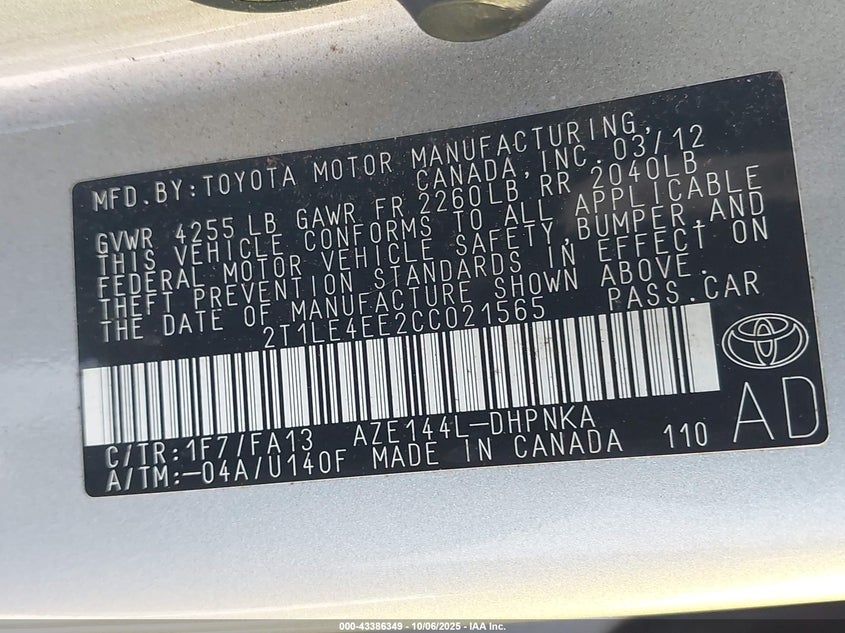 MFD. BY: TOYOTA MOTOR MANUFACTURING,
CANADA, INC. 03/12
GVWR 4255 LB GAWR FR 2260LB RR 2040LB
THIS VEHICLE CONFORMS TO ALL APPLICABLE
FEDERAL MOTOR VEHICLE SAFETY, BUMPER, AND
THEFT PREVENTION STANDARDS IN EFFECT ON
THE DATE OF MANUFACTURE SHOWN ABOVE.
2T1LE4EE2CC021565 PASS. CAR
C/TR: 1F7/FA13 AZE144L-DHPNKA
A/TM: -04A/U140F MADE IN CANADA 110
AD
000-43386349 - 10/06/2025 - IAA Inc.